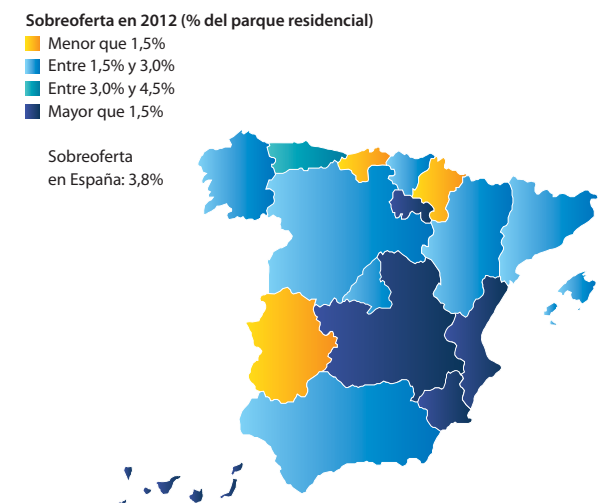 Sobreoferta en 2012 (% del parque residencial)
Menor que 1,5%
Entre 1,5% y 3,0%
Entre 3,0% y 4,5%
Mayor que 1,5%
Sobreoferta
en España: 3,8%